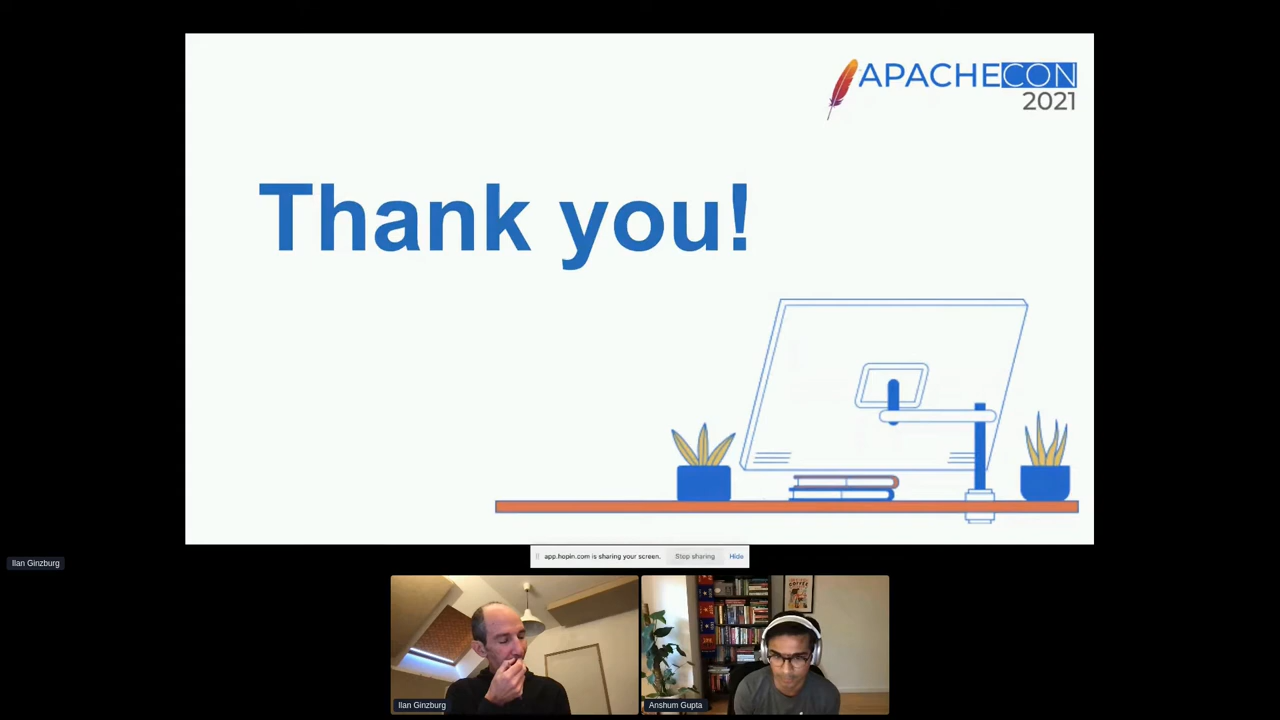 APACHECON
2021
Thank you!
app.hopin.com is sharing your screen. Stop sharing Hide
Ilan Ginzburg
COFFEE
Ilan Ginzburg
Anshum Gupta